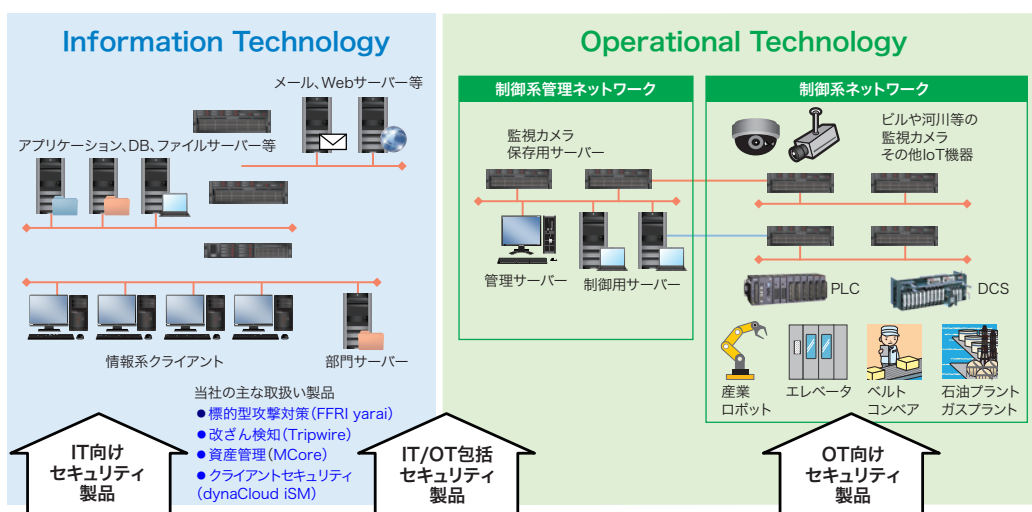 Information Technology
メール、Webサーバー等
アプリケーション、DB、ファイルサーバー等
情報系クライアント
部門サーバー
当社の主な取扱い製品
●標的型攻撃対策(FFRI yarai)
●改ざん検知(Tripwire)
●資産管理(MCore)
●クライアントセキュリティ
(dynaCloud iSM)
Operational Technology
制御系管理ネットワーク
監視カメラ
保存用サーバー
管理サーバー
制御用サーバー
制御系ネットワーク
ビルや河川等の
監視カメラ
その他IoT機器
PLC
DCS
産業
ロボット
エレベータ
ベルト
コンベア
石油プラント
ガスプラント
IT向け
セキュリティ
製品
IT/OT包括
セキュリティ
製品
OT向け
セキュリティ
製品